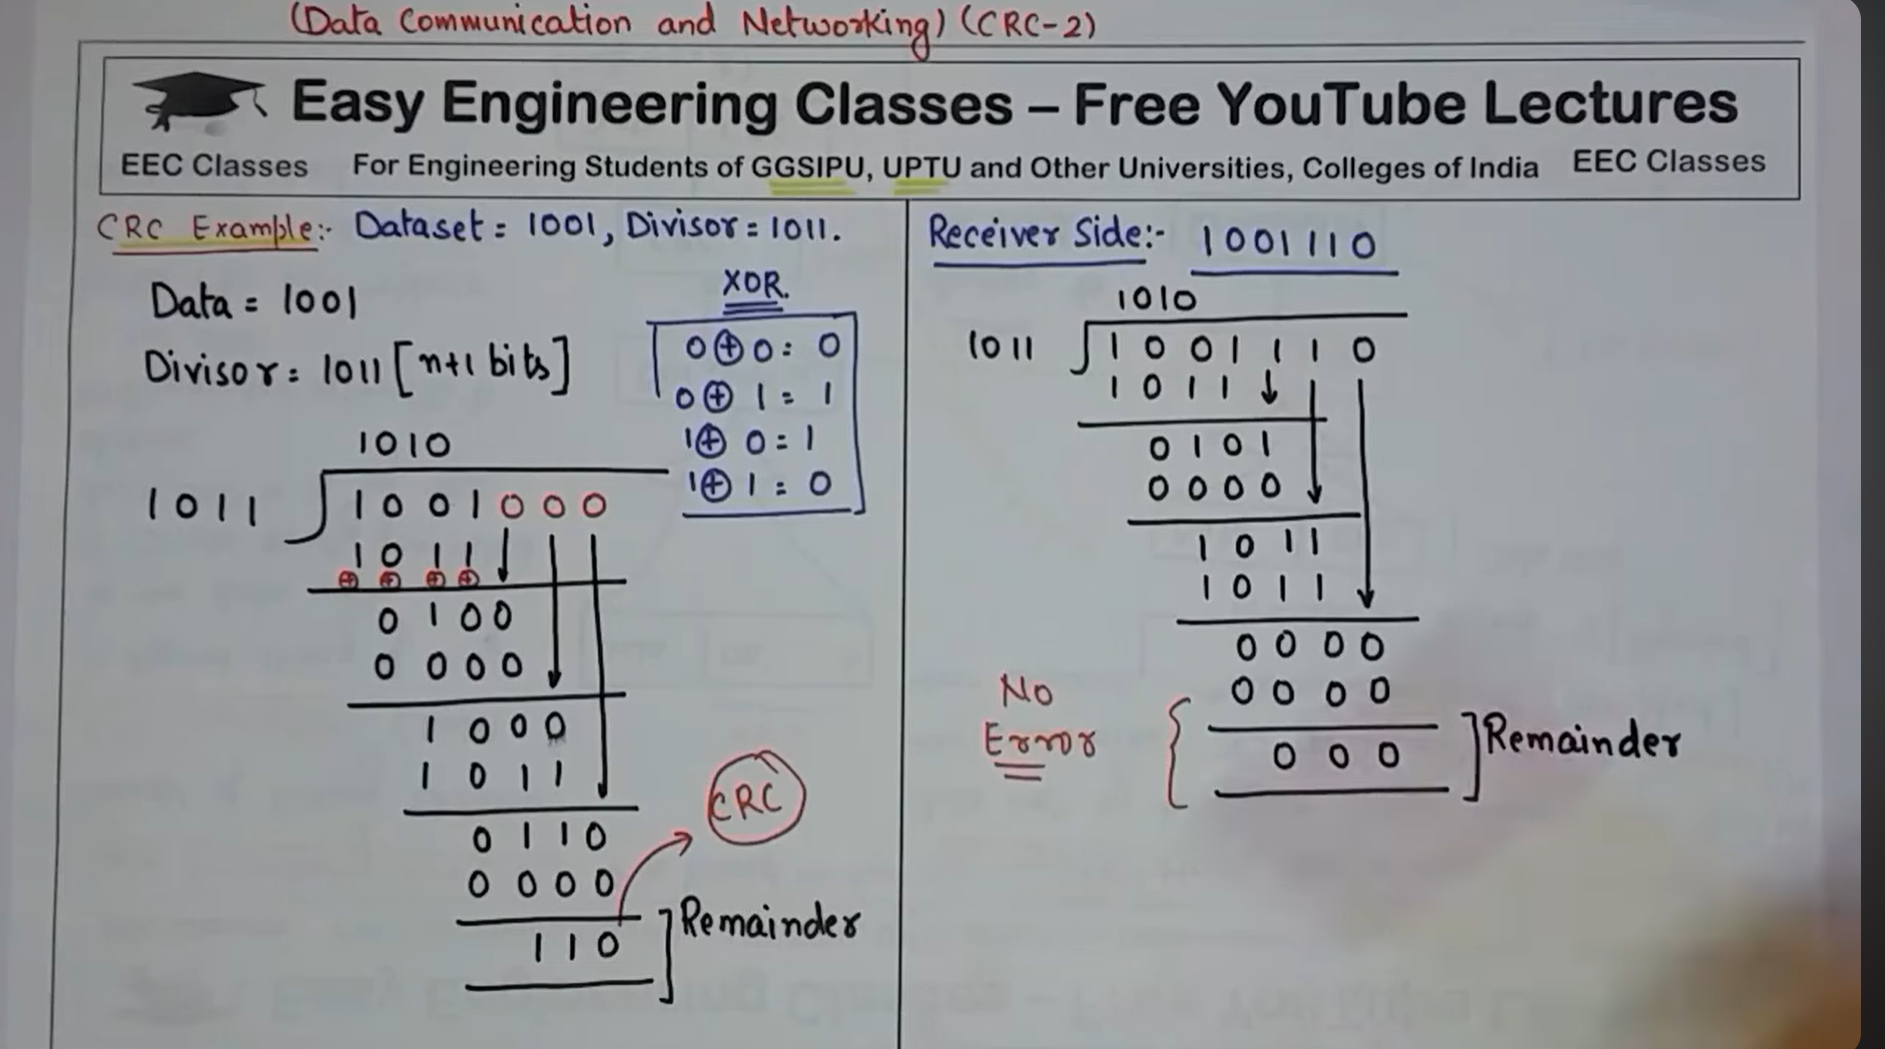 (Data Communication and Networking) (CRC-2)
Easy Engineering Classes – Free YouTube Lectures
EEC Classes For Engineering Students of GGSIPU, UPTU and Other Universities, Colleges of India EEC Classes
CRC Example:- Dataset = 1001, Divisor = 1011.
Data = 1001
Divisor = 1011 [n+1 bits]
XOR.
0⊕0 = 0
0⊕1 = 1
1⊕0 = 1
1⊕1 = 0
1010
1011 1001000
1011
⊕ ⊕ ⊕ ⊕
0100
0000
1000
1011
0110
0000
CRC
110
Remainder
Receiver Side:- 1001110
1010
1011 1001110
1011
0101
0000
1011
1011
0000
0000
000
Remainder
No
Error